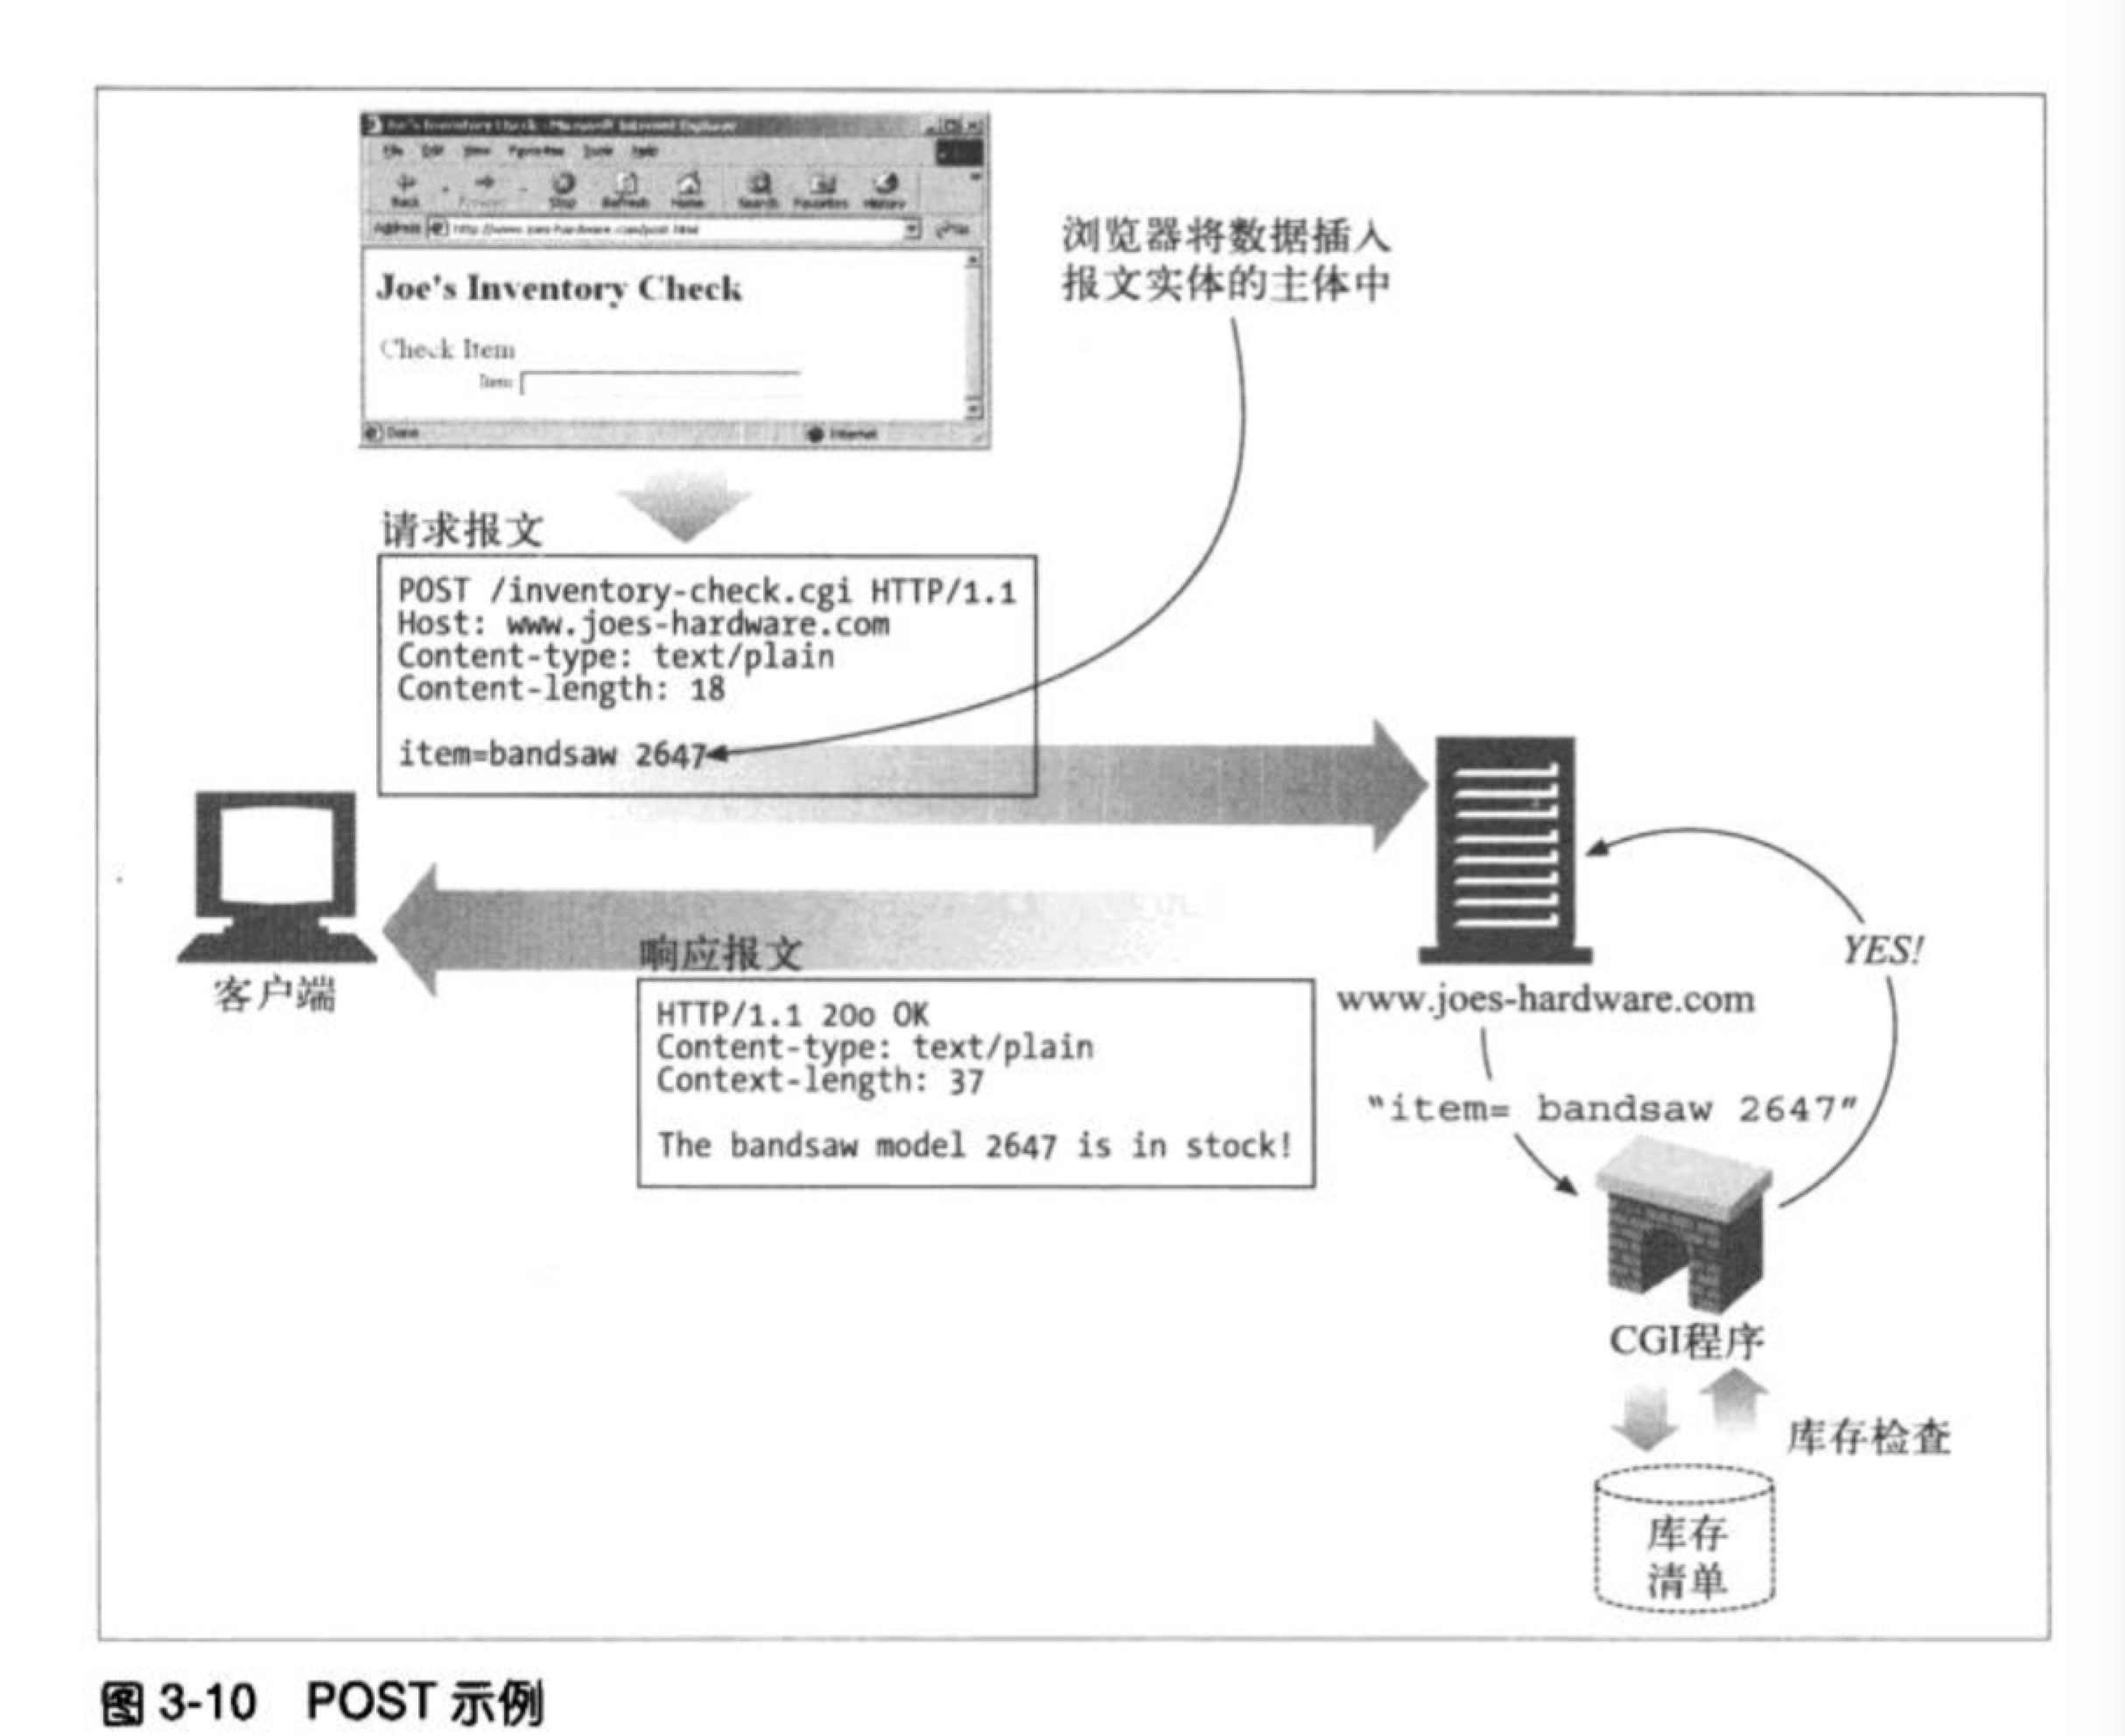 Joe's Inventory Check - Microsoft Internet Explorer
File Edit View Favorites Tools Help
Back Forward Stop Refresh Home Search Favorites History
Address http://www.joes-hardware.com/post.html
Joe's Inventory Check
Check Item
Item:
Done Internet
浏览器将数据插入
报文实体的主体中
请求报文
POST /inventory-check.cgi HTTP/1.1
Host: www.joes-hardware.com
Content-type: text/plain
Content-length: 18
item=bandsaw 2647
客户端
响应报文
HTTP/1.1 20o OK
Content-type: text/plain
Context-length: 37
The bandsaw model 2647 is in stock!
www.joes-hardware.com
YES!
"item= bandsaw 2647"
CGI程序
库存检查
库存
清单
图 3-10 POST 示例